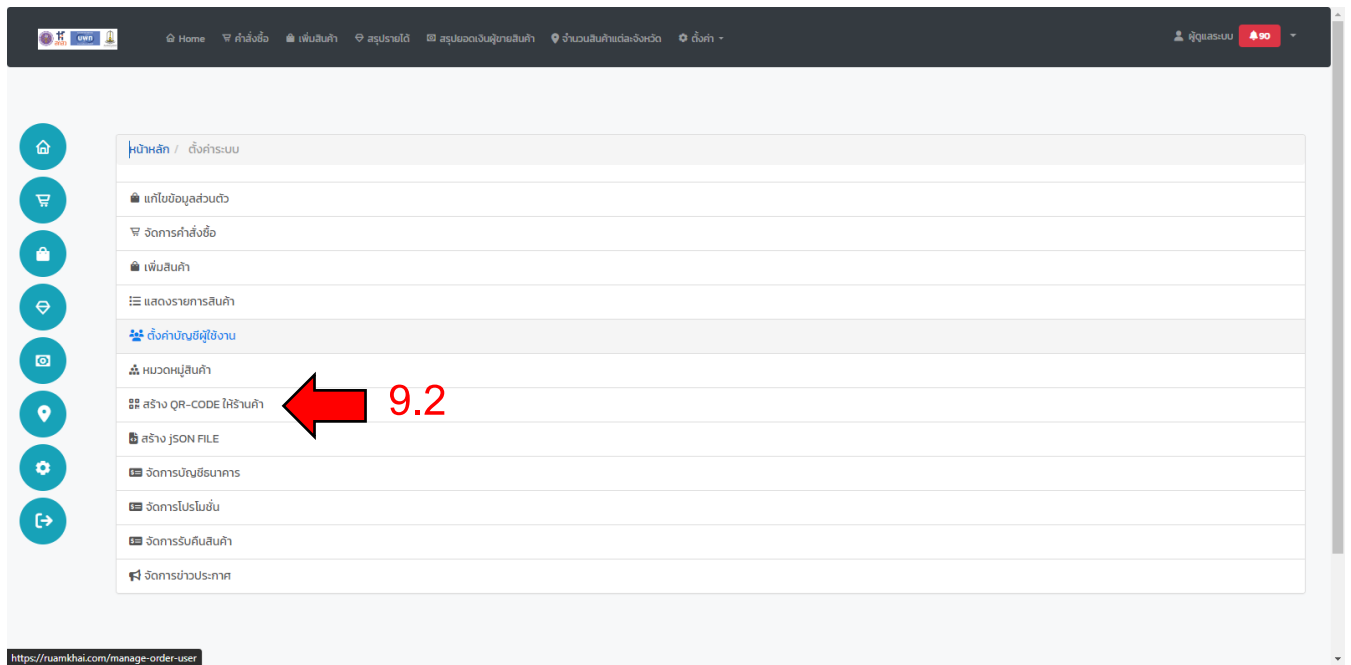 Home คำสั่งซื้อ เพิ่มสินค้า สรุปรายได้ สรุปยอดเงินผู้ขายสินค้า จำนวนสินค้าแต่ละจังหวัด ตั้งค่า ผู้ดูแลระบบ 90
หน้าหลัก / ตั้งค่าระบบ
แก้ไขข้อมูลส่วนตัว
จัดการคำสั่งซื้อ
เพิ่มสินค้า
แสดงรายการสินค้า
ตั้งค่าบัญชีผู้ใช้งาน
หมวดหมู่สินค้า
สร้าง QR-CODE ให้ร้านค้า 9.2
สร้าง jSON FILE
จัดการบัญชีธนาคาร
จัดการโปรโมชั่น
จัดการรับคืนสินค้า
จัดการข่าวประกาศ
https://ruamkhai.com/manage-order-user